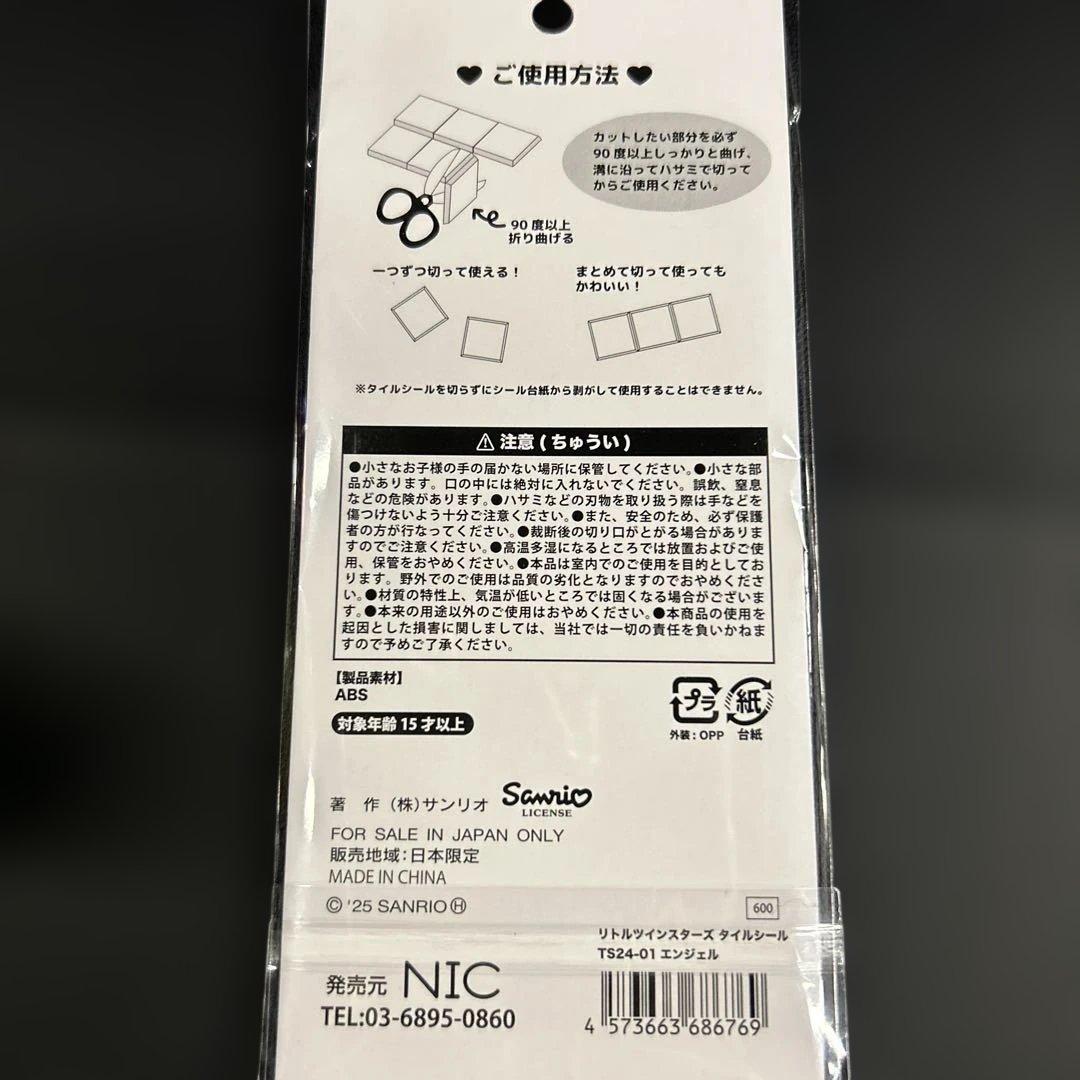 ♥ ご使用方法 ♥
カットしたい部分を必ず
90 度以上しっかりと曲げ、
溝に沿ってハサミで切って
からご使用ください。
90 度以上
折り曲げる
一つずつ切って使える！
まとめて切って使っても
かわいい！
※タイルシールを切らずにシール台紙から剥がして使用することはできません。
⚠ 注意 ( ちゅうい )
●小さなお子様の手の届かない場所に保管してください。●小さな部
品があります。口の中には絶対に入れないでください。誤飲、窒息
などの危険があります。●ハサミなどの刃物を取り扱う際は手などを
傷つけないよう十分ご注意ください。●また、安全のため、必ず保護
者の方が行なってください。●裁断後の切り口がとがる場合がありま
すのでご注意ください。●高温多湿になるところでは放置およびご使
用、保管をおやめください。●本品は室内でのご使用を目的としてお
ります。野外でのご使用は品質の劣化となりますのでおやめくださ
い。●材質の特性上、気温が低いところでは固くなる場合がございま
す。●本来の用途以外のご使用はおやめください。●本商品の使用を
起因とした損害に関しましては、当社では一切の責任を負いかねま
すので予めご了承ください。
【製品素材】
ABS
対象年齢 15 才以上
プラ 紙
外装 : OPP 台紙
著　作 （株）サンリオ Sanrio
LICENSE
FOR SALE IN JAPAN ONLY
販売地域：日本限定
MADE IN CHINA
© '25 SANRIO Ⓗ
600
リトルツインスターズ タイルシール
TS24-01 エンジェル
発売元 NIC
TEL:03-6895-0860
4 573663 686769